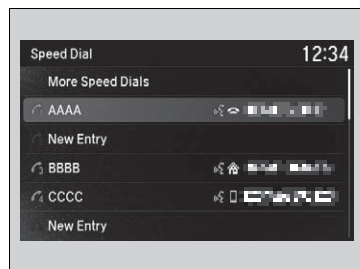 Speed Dial 12:34
More Speed Dials
AAAA
New Entry
BBBB
CCCC
New Entry